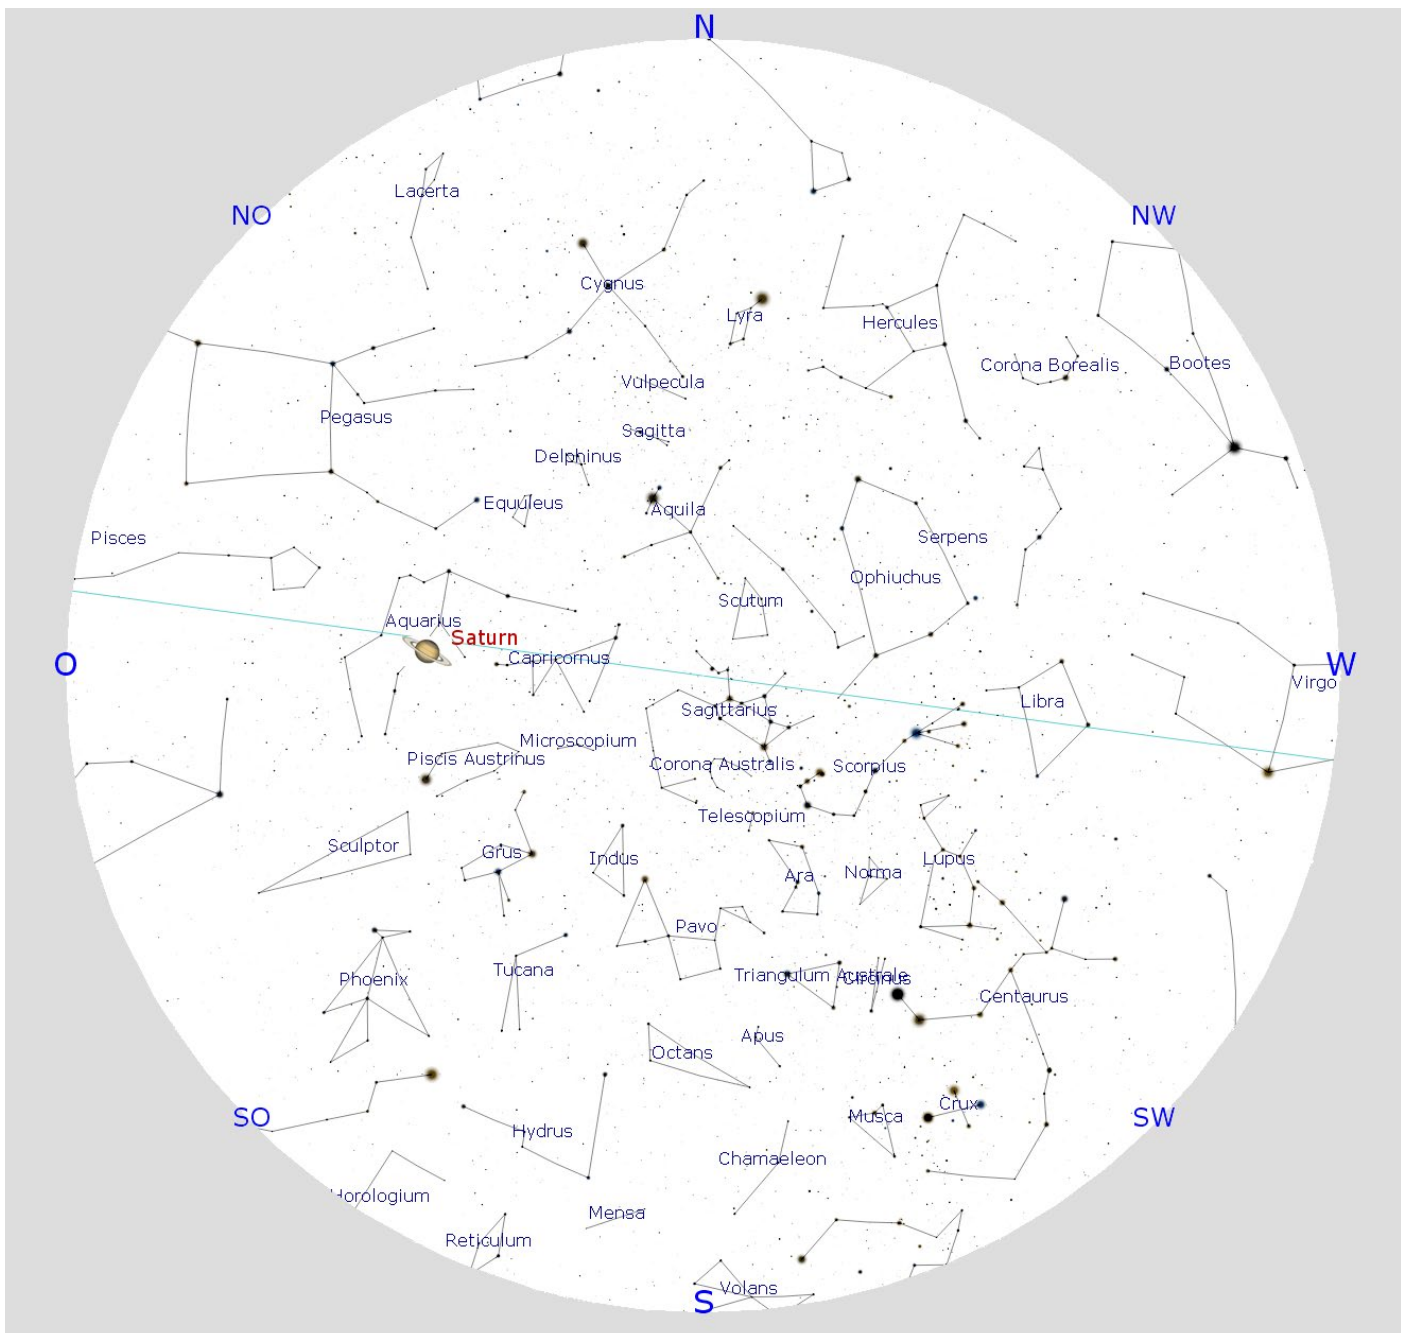 N
Lacerta
NO
NW
Cygnus
Lyra
Hercules
Corona Borealis
Bootes
Vulpecula
Pegasus
Sagitta
Delphinus
Equuleus
Aquila
Pisces
Serpens
Ophiuchus
Scutum
Aquarius
Saturn
Capricornus
O
W
Virgo
Libra
Sagittarius
Microscopium
Piscis Austrinus
Corona Australis
Scorpius
Telescopium
Sculptor
Grus
Indus
Ara
Norma
Lupus
Pavo
Phoenix
Tucana
Triangulum Australe
Circinus
Centaurus
Apus
Octans
Crux
Musca
SO
SW
Hydrus
Chamaeleon
Horologium
Mensa
Reticulum
Volans
S